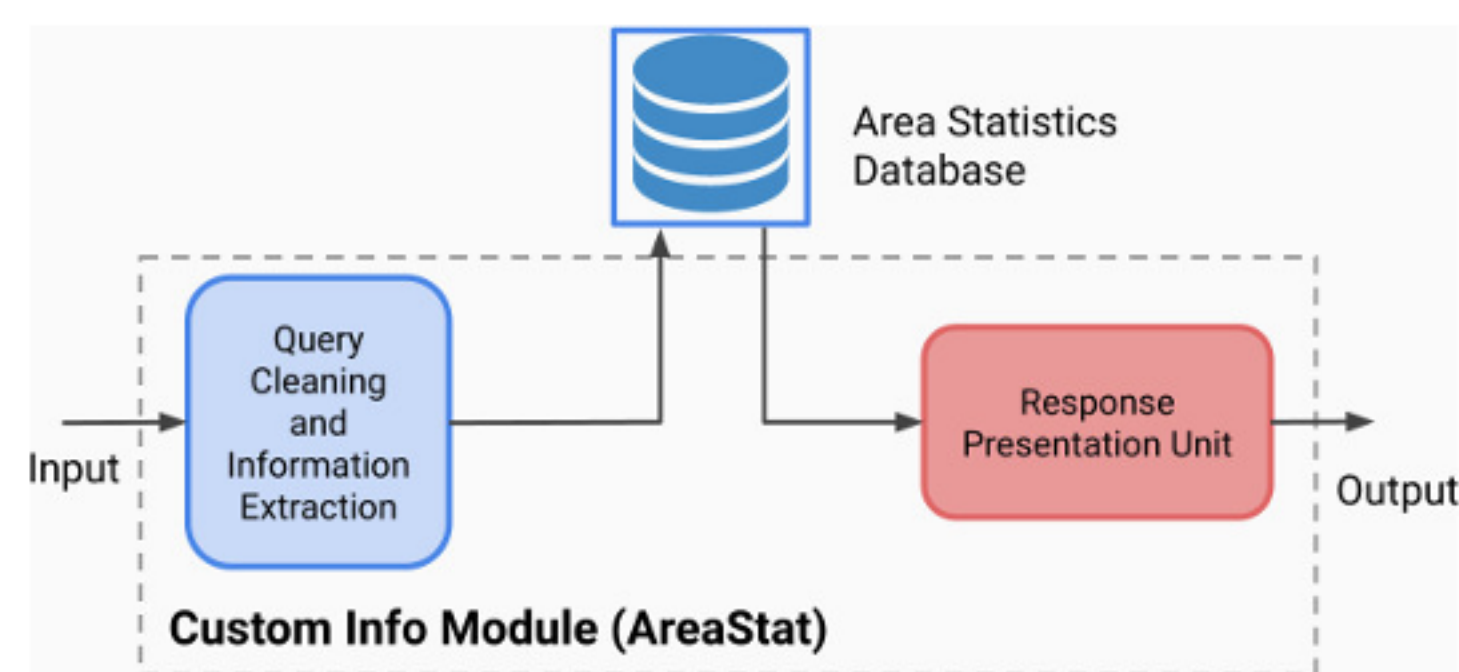 Area Statistics
Database
Query
Cleaning
and
Information
Extraction
Response
Presentation Unit
Input
Output
Custom Info Module (AreaStat)